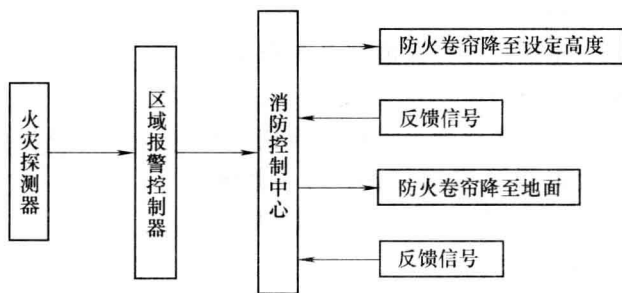 火灾探测器
区域报警控制器
消防控制中心
防火卷帘降至设定高度
反馈信号
防火卷帘降至地面
反馈信号